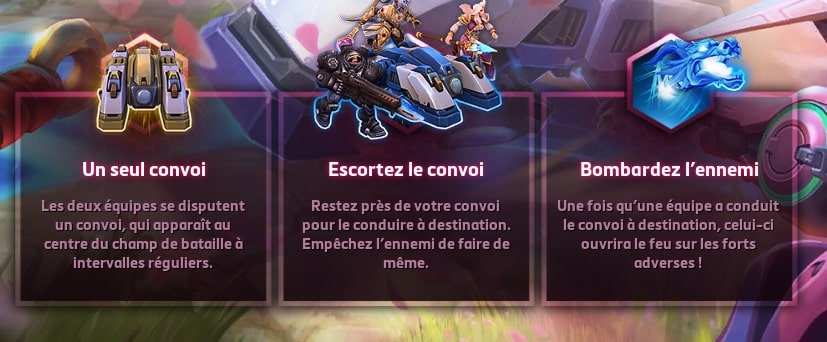 Un seul convoi
Les deux équipes se disputent
un convoi, qui apparaît au
centre du champ de bataille à
intervalles réguliers.
Escortez le convoi
Restez près de votre convoi
pour le conduire à destination.
Empêchez l'ennemi de faire de
même.
Bombardez l'ennemi
Une fois qu'une équipe a conduit
le convoi à destination, celui-ci
ouvrira le feu sur les forts
adverses !